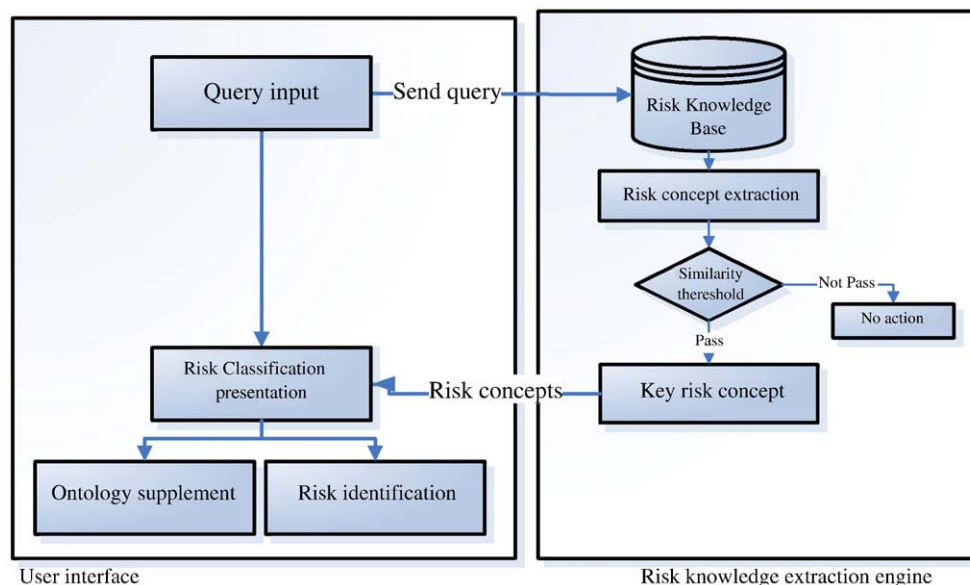 Query input
Send query
Risk Knowledge
Base
Risk concept extraction
Similarity
thereshold
Not Pass
No action
Pass
Key risk concept
Risk concepts
Risk Classification
presentation
Ontology supplement
Risk identification
User interface
Risk knowledge extraction engine